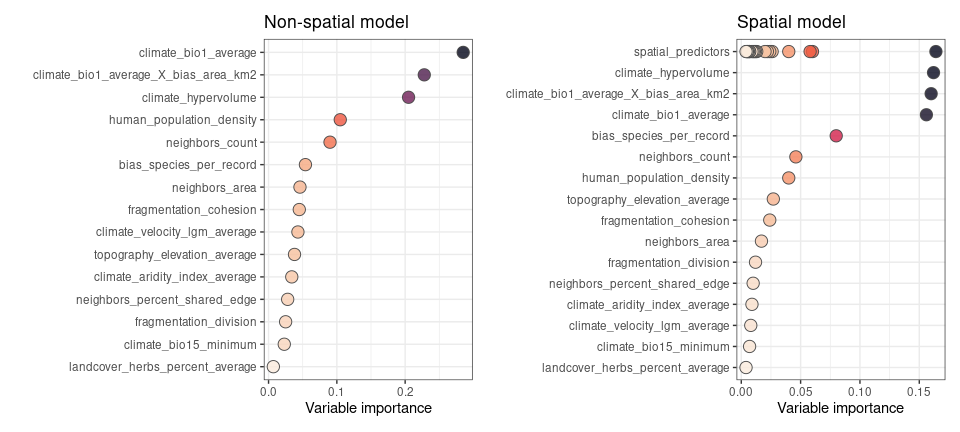 Non-spatial model
climate_bio1_average
climate_bio1_average_X_bias_area_km2
climate_hypervolume
human_population_density
neighbors_count
bias_species_per_record
neighbors_area
fragmentation_cohesion
climate_velocity_lgm_average
topography_elevation_average
climate_aridity_index_average
neighbors_percent_shared_edge
fragmentation_division
climate_bio15_minimum
landcover_herbs_percent_average
0.0 0.1 0.2
Variable importance
Spatial model
spatial_predictors
climate_hypervolume
climate_bio1_average_X_bias_area_km2
climate_bio1_average
bias_species_per_record
neighbors_count
human_population_density
topography_elevation_average
fragmentation_cohesion
neighbors_area
fragmentation_division
neighbors_percent_shared_edge
climate_aridity_index_average
climate_velocity_lgm_average
climate_bio15_minimum
landcover_herbs_percent_average
0.00 0.05 0.10 0.15
Variable importance